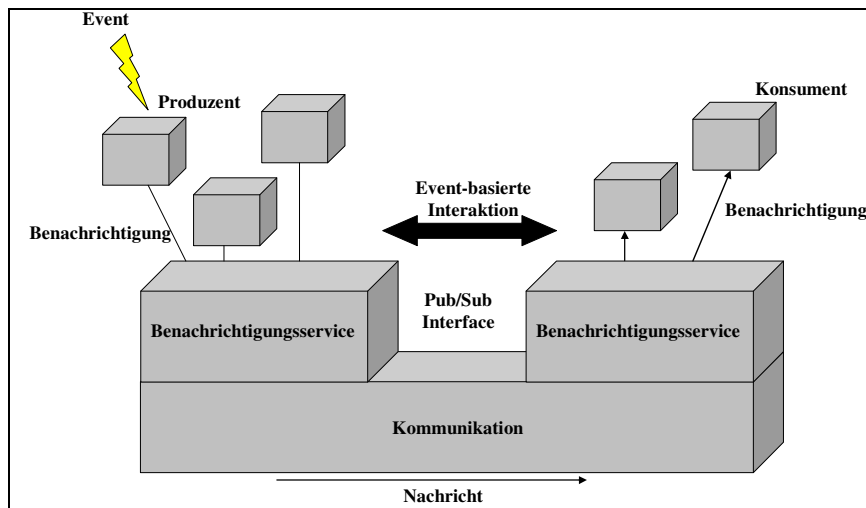 Event
Produzent
Konsument
Event-basierte
Interaktion
Benachrichtigung
Benachrichtigung
Pub/Sub
Interface
Benachrichtigungsservice
Benachrichtigungsservice
Kommunikation
Nachricht